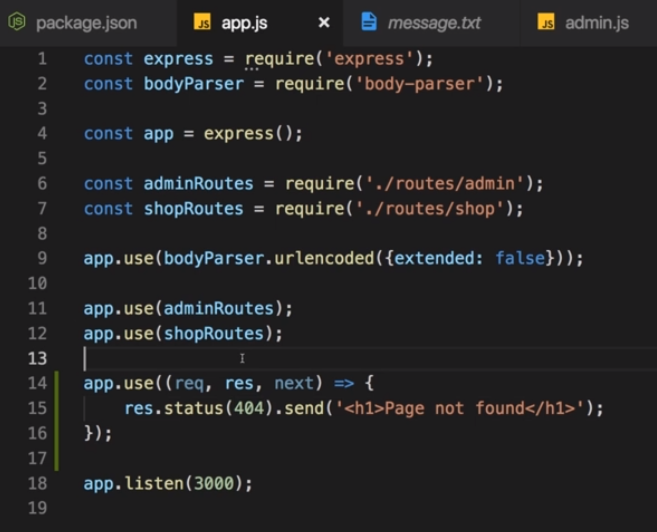 package.json
JS app.js ×
message.txt
JS admin.js
1 const express = require('express');
2 const bodyParser = require('body-parser');
3
4 const app = express();
5
6 const adminRoutes = require('./routes/admin');
7 const shopRoutes = require('./routes/shop');
8
9 app.use(bodyParser.urlencoded({extended: false}));
10
11 app.use(adminRoutes);
12 app.use(shopRoutes);
13
14 app.use((req, res, next) => {
15     res.status(404).send('<h1>Page not found</h1>');
16 });
17
18 app.listen(3000);
19